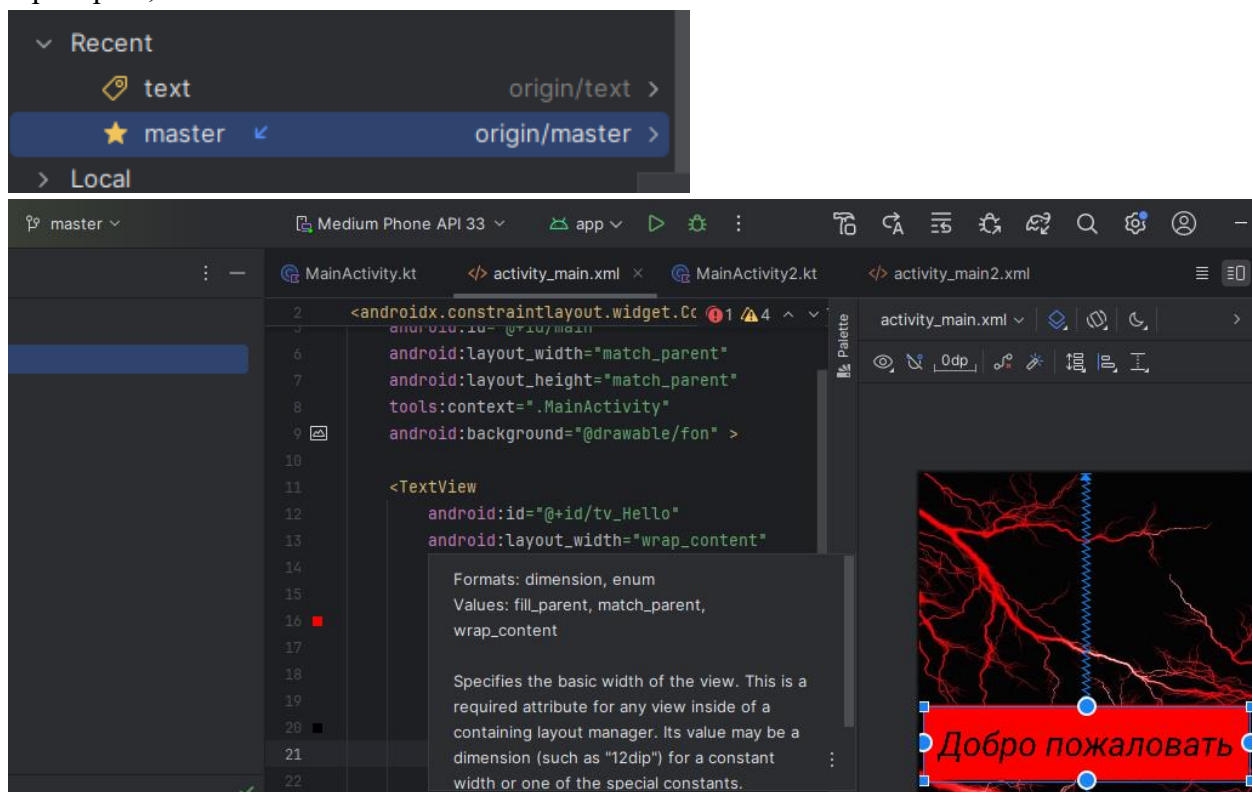 Recent
text origin/text
master origin/master
Local
master Medium Phone API 33 app
MainActivity.kt activity_main.xml MainActivity2.kt activity_main2.xml
2 <androidx.constraintlayout.widget.Co 1 4
activity_main.xml
Palette
0dp
5 android:id="@+id/main"
6 android:layout_width="match_parent"
7 android:layout_height="match_parent"
8 tools:context=".MainActivity"
9 android:background="@drawable/fon" >
10
11 <TextView
12 android:id="@+id/tv_Hello"
13 android:layout_width="wrap_content"
14
15
16
17
18
19
20
21
22
Formats: dimension, enum
Values: fill_parent, match_parent,
wrap_content
Specifies the basic width of the view. This is a
required attribute for any view inside of a
containing layout manager. Its value may be a
dimension (such as "12dip") for a constant
width or one of the special constants.
Добро пожаловать